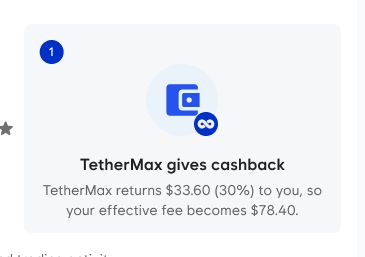 1
TetherMax gives cashback
TetherMax returns $33.60 (30%) to you, so
your effective fee becomes $78.40.